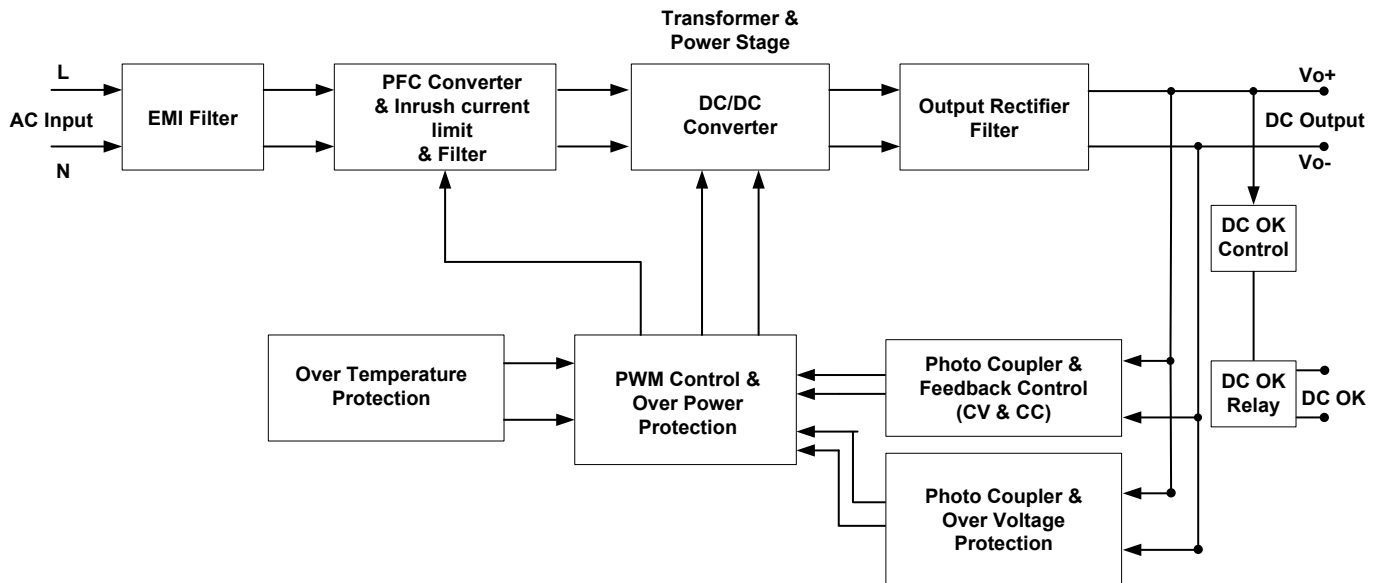 Transformer &
Power Stage
L
AC Input
N
EMI Filter
PFC Converter
& Inrush current
limit
& Filter
DC/DC
Converter
Output Rectifier
Filter
Vo+
DC Output
Vo-
DC OK
Control
Over Temperature
Protection
PWM Control &
Over Power
Protection
Photo Coupler &
Feedback Control
(CV & CC)
DC OK
Relay
DC OK
Photo Coupler &
Over Voltage
Protection